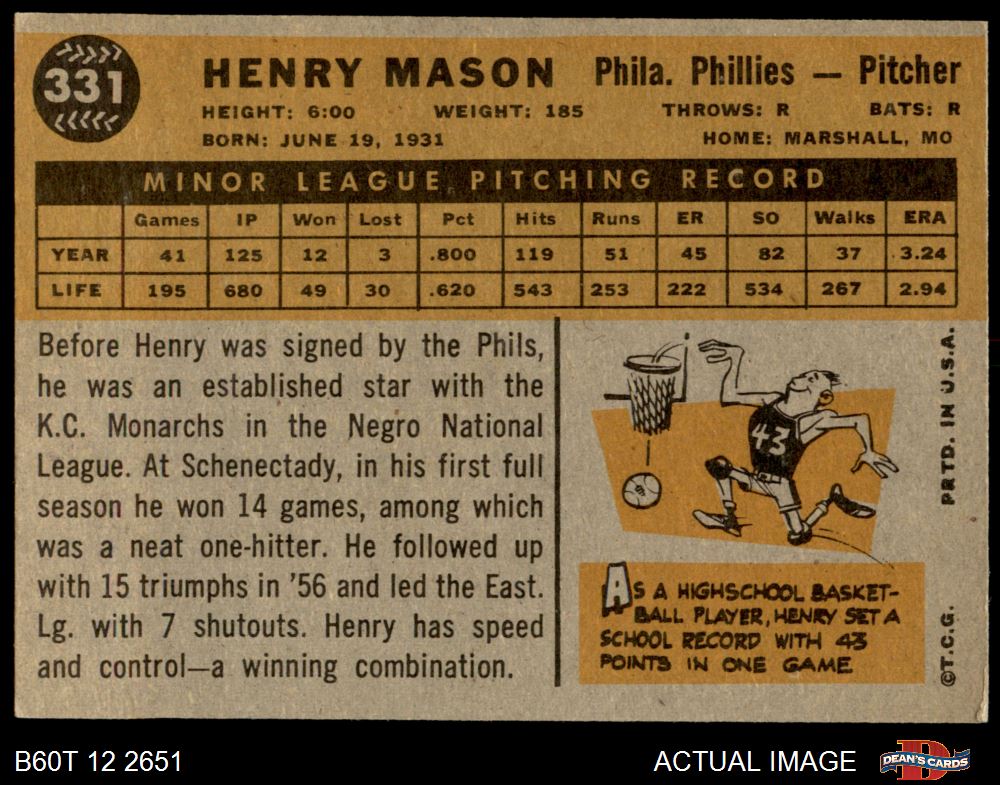 331
HENRY MASON Phila. Phillies — Pitcher
HEIGHT: 6:00 WEIGHT: 185 THROWS: R BATS: R
BORN: JUNE 19, 1931 HOME: MARSHALL, MO
MINOR LEAGUE PITCHING RECORD
Games IP Won Lost Pct Hits Runs ER SO Walks ERA
YEAR 41 125 12 3 .800 119 51 45 82 37 3.24
LIFE 195 680 49 30 .620 543 253 222 534 267 2.94
Before Henry was signed by the Phils,
he was an established star with the
K.C. Monarchs in the Negro National
League. At Schenectady, in his first full
season he won 14 games, among which
was a neat one-hitter. He followed up
with 15 triumphs in '56 and led the East.
Lg. with 7 shutouts. Henry has speed
and control—a winning combination.
43
AS A HIGHSCHOOL BASKET-
BALL PLAYER, HENRY SET A
SCHOOL RECORD WITH 43
POINTS IN ONE GAME
©T.C.G. PRTD. IN U.S.A.
B60T 12 2651 ACTUAL IMAGE DEAN'S CARDS